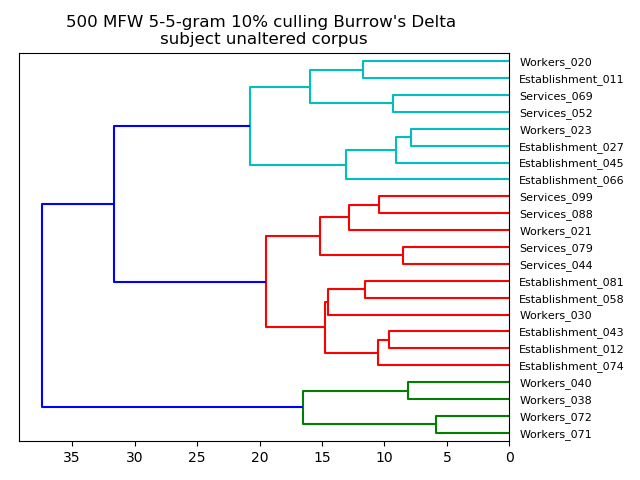 500 MFW 5-5-gram 10% culling Burrow's Delta
subject unaltered corpus
Workers_020
Establishment_011
Services_069
Services_052
Workers_023
Establishment_027
Establishment_045
Establishment_066
Services_099
Services_088
Workers_021
Services_079
Services_044
Establishment_081
Establishment_058
Workers_030
Establishment_043
Establishment_012
Establishment_074
Workers_040
Workers_038
Workers_072
Workers_071
35 30 25 20 15 10 5 0